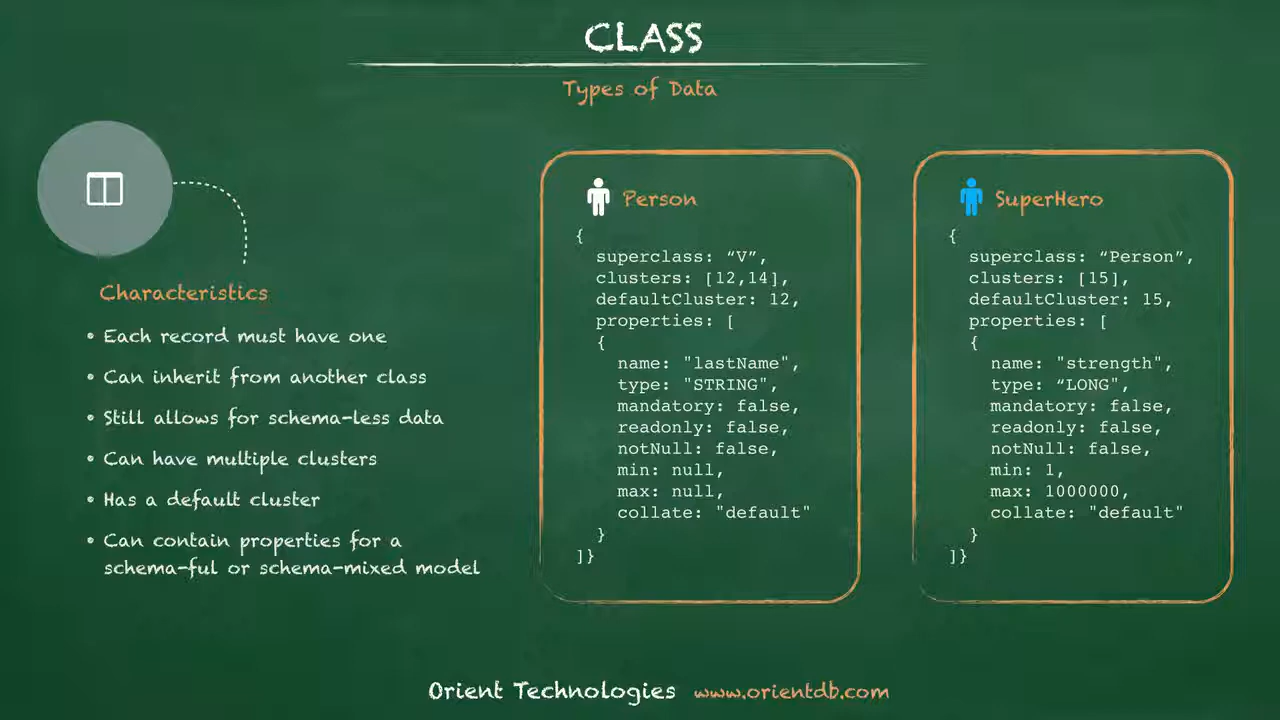 CLASS
Types of Data
Characteristics
• Each record must have one
• Can inherit from another class
• Still allows for schema-less data
• Can have multiple clusters
• Has a default cluster
• Can contain properties for a
schema-ful or schema-mixed model
Person
{
superclass: “V”,
clusters: [12,14],
defaultCluster: 12,
properties: [
{
name: "lastName",
type: "STRING",
mandatory: false,
readonly: false,
notNull: false,
min: null,
max: null,
collate: "default"
}
]}
SuperHero
{
superclass: “Person”,
clusters: [15],
defaultCluster: 15,
properties: [
{
name: "strength",
type: “LONG",
mandatory: false,
readonly: false,
notNull: false,
min: 1,
max: 1000000,
collate: "default"
}
]}
Orient Technologies www.orientdb.com